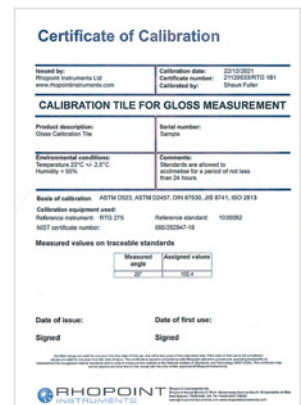 Certificate of Calibration
Issued by:
Rhopoint Instruments Ltd
www.rhopointinstruments.com
Calibration date: 22/12/2021
Certificate number: 21120033/RTG 181
Calibrated by: Shaun Fuller
CALIBRATION TILE FOR GLOSS MEASUREMENT
Product description:
Gloss Calibration Tile
Serial number:
Sample
Environmental conditions:
Temperature 22°C +/- 2.5°C
Humidity < 55%
Comments:
Standards are allowed to
acclimatise for a period of not less
than 24 hours.
Basis of calibration ASTM D523, ASTM D2457, DIN 67530, JIS 8741, ISO 2813
Calibration equipment used:
Reference instrument: RTG 275 Reference standard: 1035092
NIST certificate number: 685/292947-19
Measured values on traceable standards
Measured angle Assigned values
20° 102.4
Date of issue: Date of first use:
Signed Signed
RHOPOINT
INSTRUMENTS